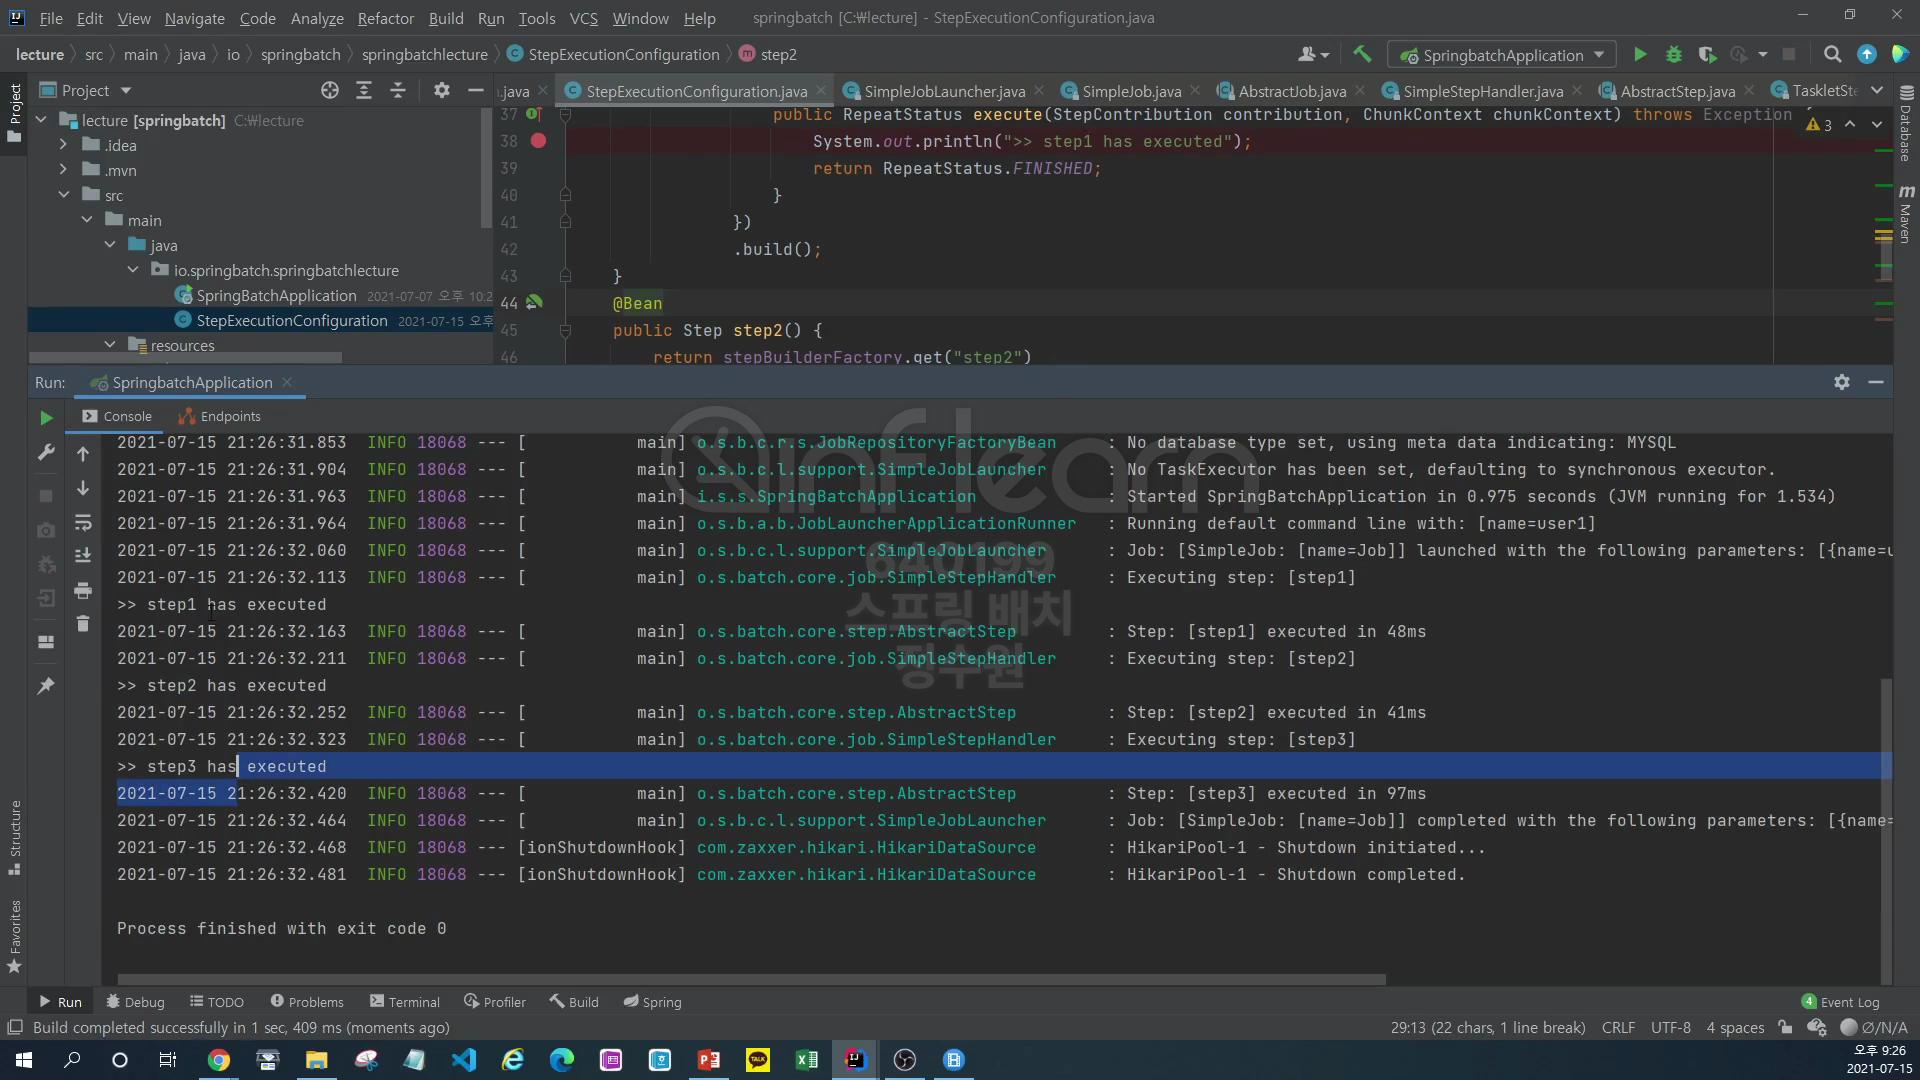 File Edit View Navigate Code Analyze Refactor Build Run Tools VCS Window Help springbatch [C:₩lecture] - StepExecutionConfiguration.java
lecture src main java io springbatch springbatchlecture StepExecutionConfiguration step2 SpringbatchApplication
Project
.java StepExecutionConfiguration.java SimpleJobLauncher.java SimpleJob.java AbstractJob.java SimpleStepHandler.java AbstractStep.java TaskletSte
Project
lecture [springbatch] C:₩lecture
.idea
.mvn
src
main
java
io.springbatch.springbatchlecture
SpringBatchApplication 2021-07-07 오후 10:2
StepExecutionConfiguration 2021-07-15 오후
resources
37 public RepeatStatus execute(StepContribution contribution, ChunkContext chunkContext) throws Exception {
3
38 System.out.println(">> step1 has executed");
39 return RepeatStatus.FINISHED;
40 }
41 })
42 .build();
43 }
44 @Bean
45 public Step step2() {
46 return stepBuilderFactory.get("step2")
Database
Maven
Run: SpringbatchApplication
Console Endpoints
2021-07-15 21:26:31.853 INFO 18068 --- [ main] o.s.b.c.r.s.JobRepositoryFactoryBean : No database type set, using meta data indicating: MYSQL
2021-07-15 21:26:31.904 INFO 18068 --- [ main] o.s.b.c.l.support.SimpleJobLauncher : No TaskExecutor has been set, defaulting to synchronous executor.
2021-07-15 21:26:31.963 INFO 18068 --- [ main] i.s.s.SpringBatchApplication : Started SpringBatchApplication in 0.975 seconds (JVM running for 1.534)
2021-07-15 21:26:31.964 INFO 18068 --- [ main] o.s.b.a.b.JobLauncherApplicationRunner : Running default command line with: [name=user1]
2021-07-15 21:26:32.060 INFO 18068 --- [ main] o.s.b.c.l.support.SimpleJobLauncher : Job: [SimpleJob: [name=Job]] launched with the following parameters: [{name=u
2021-07-15 21:26:32.113 INFO 18068 --- [ main] o.s.batch.core.job.SimpleStepHandler : Executing step: [step1]
>> step1 has executed
2021-07-15 21:26:32.163 INFO 18068 --- [ main] o.s.batch.core.step.AbstractStep : Step: [step1] executed in 48ms
2021-07-15 21:26:32.211 INFO 18068 --- [ main] o.s.batch.core.job.SimpleStepHandler : Executing step: [step2]
>> step2 has executed
2021-07-15 21:26:32.252 INFO 18068 --- [ main] o.s.batch.core.step.AbstractStep : Step: [step2] executed in 41ms
2021-07-15 21:26:32.323 INFO 18068 --- [ main] o.s.batch.core.job.SimpleStepHandler : Executing step: [step3]
>> step3 has executed
2021-07-15 21:26:32.420 INFO 18068 --- [ main] o.s.batch.core.step.AbstractStep : Step: [step3] executed in 97ms
2021-07-15 21:26:32.464 INFO 18068 --- [ main] o.s.b.c.l.support.SimpleJobLauncher : Job: [SimpleJob: [name=Job]] completed with the following parameters: [{name=
2021-07-15 21:26:32.468 INFO 18068 --- [ionShutdownHook] com.zaxxer.hikari.HikariDataSource : HikariPool-1 - Shutdown initiated...
2021-07-15 21:26:32.481 INFO 18068 --- [ionShutdownHook] com.zaxxer.hikari.HikariDataSource : HikariPool-1 - Shutdown completed.
Process finished with exit code 0
inflearn
640199
스프링 배치
정수원
Structure
Favorites
Run Debug TODO Problems Terminal Profiler Build Spring 4 Event Log
Build completed successfully in 1 sec, 409 ms (moments ago) 29:13 (22 chars, 1 line break) CRLF UTF-8 4 spaces Ø/N/A
TALK
오후 9:26
2021-07-15